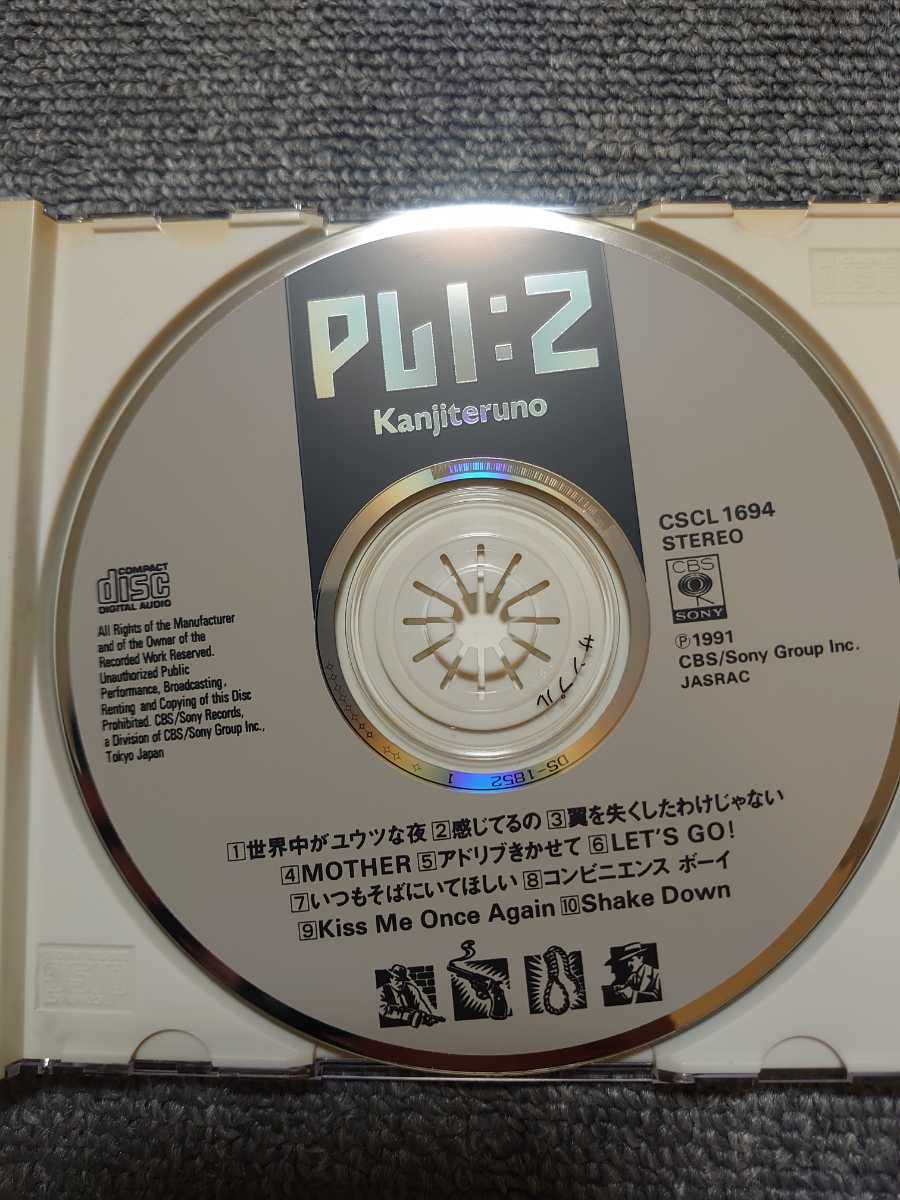 PLI:Z
Kanjiteruno
CSCL 1694
STEREO
CBS
SONY
Ⓟ1991
CBS/Sony Group Inc.
JASRAC
COMPACT
disc
DIGITAL AUDIO
All Rights of the Manufacturer
and of the Owner of the
Recorded Work Reserved.
Unauthorized Public
Performance, Broadcasting,
Renting and Copying of this Disc
Prohibited. CBS/Sony Records,
a Division of CBS/Sony Group Inc.,
Tokyo Japan
サンプル
DS-1852 1
1世界中がユウツな夜 2感じてるの 3翼を失くしたわけじゃない
4MOTHER 5アドリブきかせて 6LET'S GO!
7いつもそばにいてほしい 8コンビニエンス ボーイ
9Kiss Me Once Again 10Shake Down